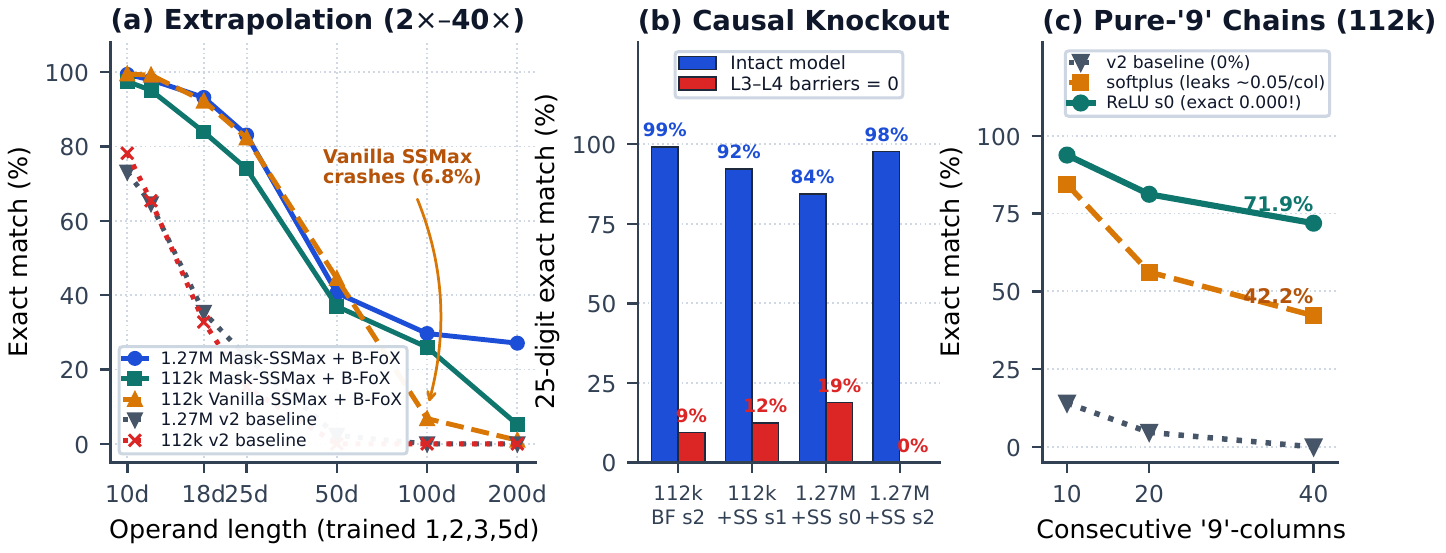 (a) Extrapolation (2×–40×)
Exact match (%)
100
80
60
40
20
0
Vanilla SSMax
crashes (6.8%)
1.27M Mask-SSMax + B-FoX
112k Mask-SSMax + B-FoX
112k Vanilla SSMax + B-FoX
1.27M v2 baseline
112k v2 baseline
10d 18d 25d 50d 100d 200d
Operand length (trained 1,2,3,5d)
(b) Causal Knockout
Intact model
L3–L4 barriers = 0
25-digit exact match (%)
100
75
50
25
0
99% 92% 84% 98%
9% 12% 19% 0%
112k 112k 1.27M 1.27M
BF s2 +SS s1 +SS s0 +SS s2
(c) Pure-'9' Chains (112k)
v2 baseline (0%)
softplus (leaks ~0.05/col)
ReLU s0 (exact 0.000!)
Exact match (%)
100
75
50
25
0
71.9%
42.2%
10 20 40
Consecutive '9'-columns